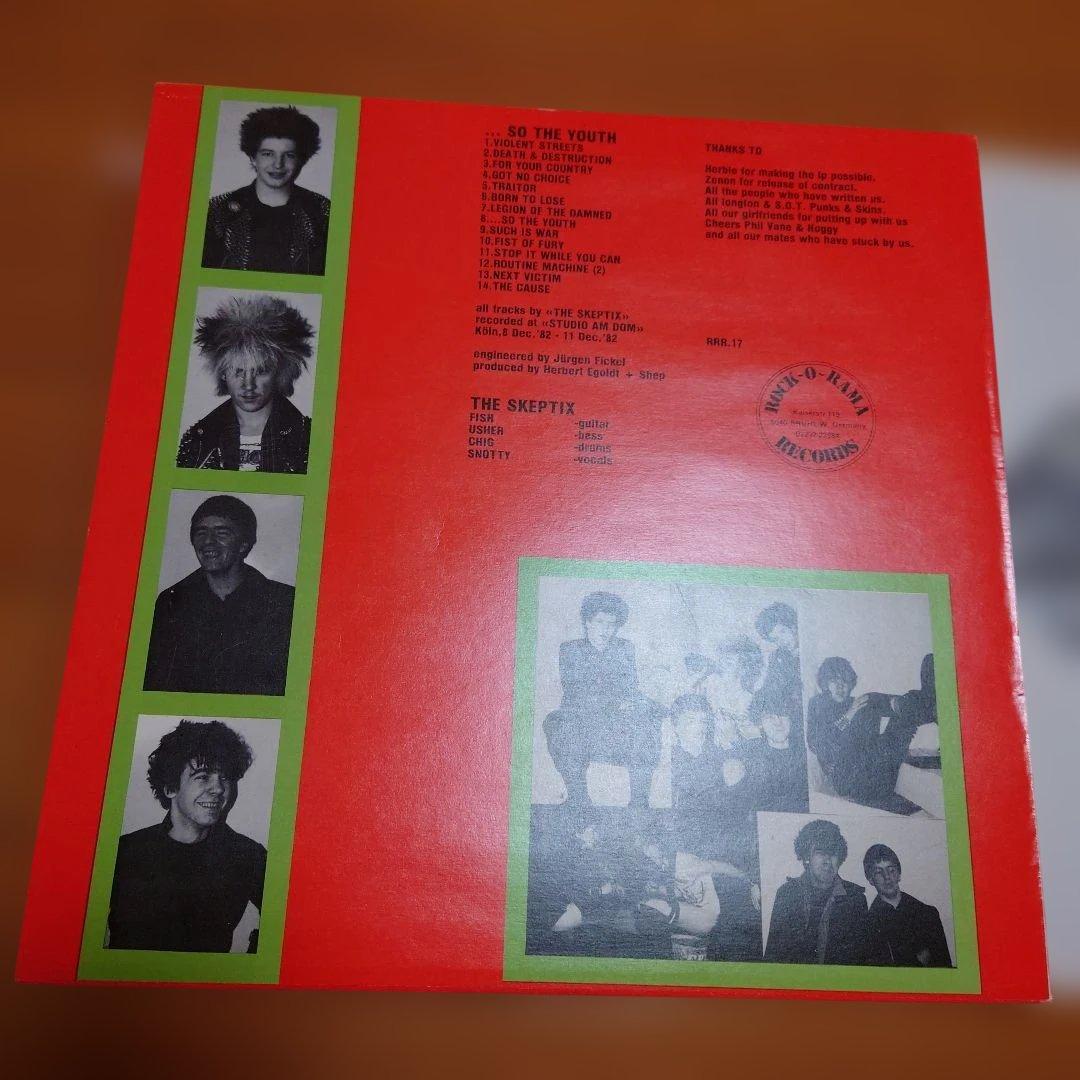 ... SO THE YOUTH
1.VIOLENT STREETS
2.DEATH & DESTRUCTION
3.FOR YOUR COUNTRY
4.GOT NO CHOICE
5.TRAITOR
6.BORN TO LOSE
7.LEGION OF THE DAMNED
8....SO THE YOUTH
9.SUCH IS WAR
10.FIST OF FURY
11.STOP IT WHILE YOU CAN
12.ROUTINE MACHINE (2)
13.NEXT VICTIM
14.THE CAUSE
all tracks by «THE SKEPTIX»
recorded at «STUDIO AM DOM»
Köln,8 Dec.'82 - 11 Dec.'82
engineered by Jürgen Fickel
produced by Herbert Egoldt + Shep
THE SKEPTIX
FISH -guitar
USHER -bass
CHIG -drums
SNOTTY -vocals
THANKS TO
Herbie for making the lp possible.
Zenon for release of contract.
All the people who have written us.
All longton & S.O.T. Punks & Skins.
All our girlfriends for putting up with us
Cheers Phil Vane & Hoggy
and all our mates who have stuck by us.
RRR.17
ROCK-O-RAMA
Kaiserstr.119
5040 BRÜHL W. Germany
RECORDS